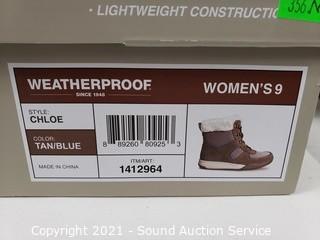 • LIGHTWEIGHT CONSTRUCTIO
WEATHERPROOF
SINCE 1948
WOMEN'S 9
STYLE:
CHLOE
COLOR:
TAN/BLUE
MADE IN CHINA
8 89260 80925 3
ITM/ART:
1412964
Copyright © 2021 - Sound Auction Service